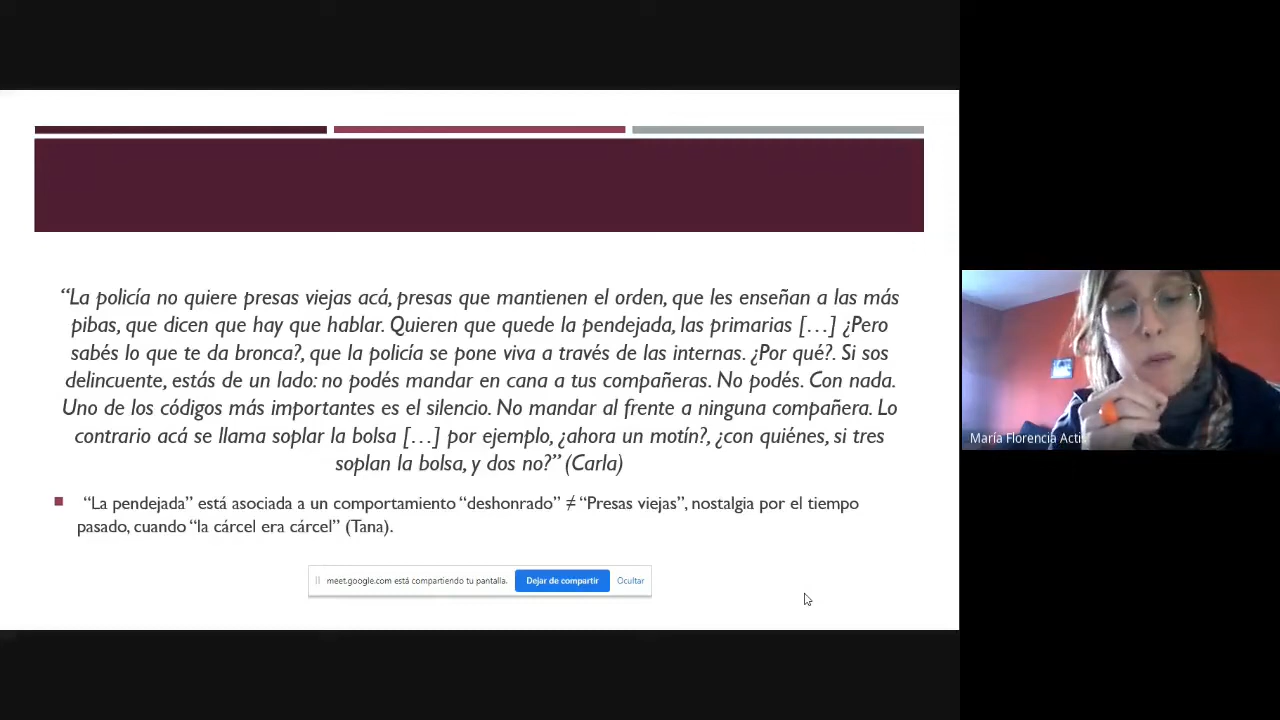 “La policía no quiere presas viejas acá, presas que mantienen el orden, que les enseñan a las más
pibas, que dicen que hay que hablar. Quieren que quede la pendejada, las primarias […] ¿Pero
sabés lo que te da bronca?, que la policía se pone viva a través de las internas. ¿Por qué?. Si sos
delincuente, estás de un lado: no podés mandar en cana a tus compañeras. No podés. Con nada.
Uno de los códigos más importantes es el silencio. No mandar al frente a ninguna compañera. Lo
contrario acá se llama soplar la bolsa […] por ejemplo, ¿ahora un motín?, ¿con quiénes, si tres
soplan la bolsa, y dos no?” (Carla)
“La pendejada” está asociada a un comportamiento “deshonrado” ≠ “Presas viejas”, nostalgia por el tiempo
pasado, cuando “la cárcel era cárcel” (Tana).
meet.google.com está compartiendo tu pantalla. Dejar de compartir Ocultar
María Florencia Actis